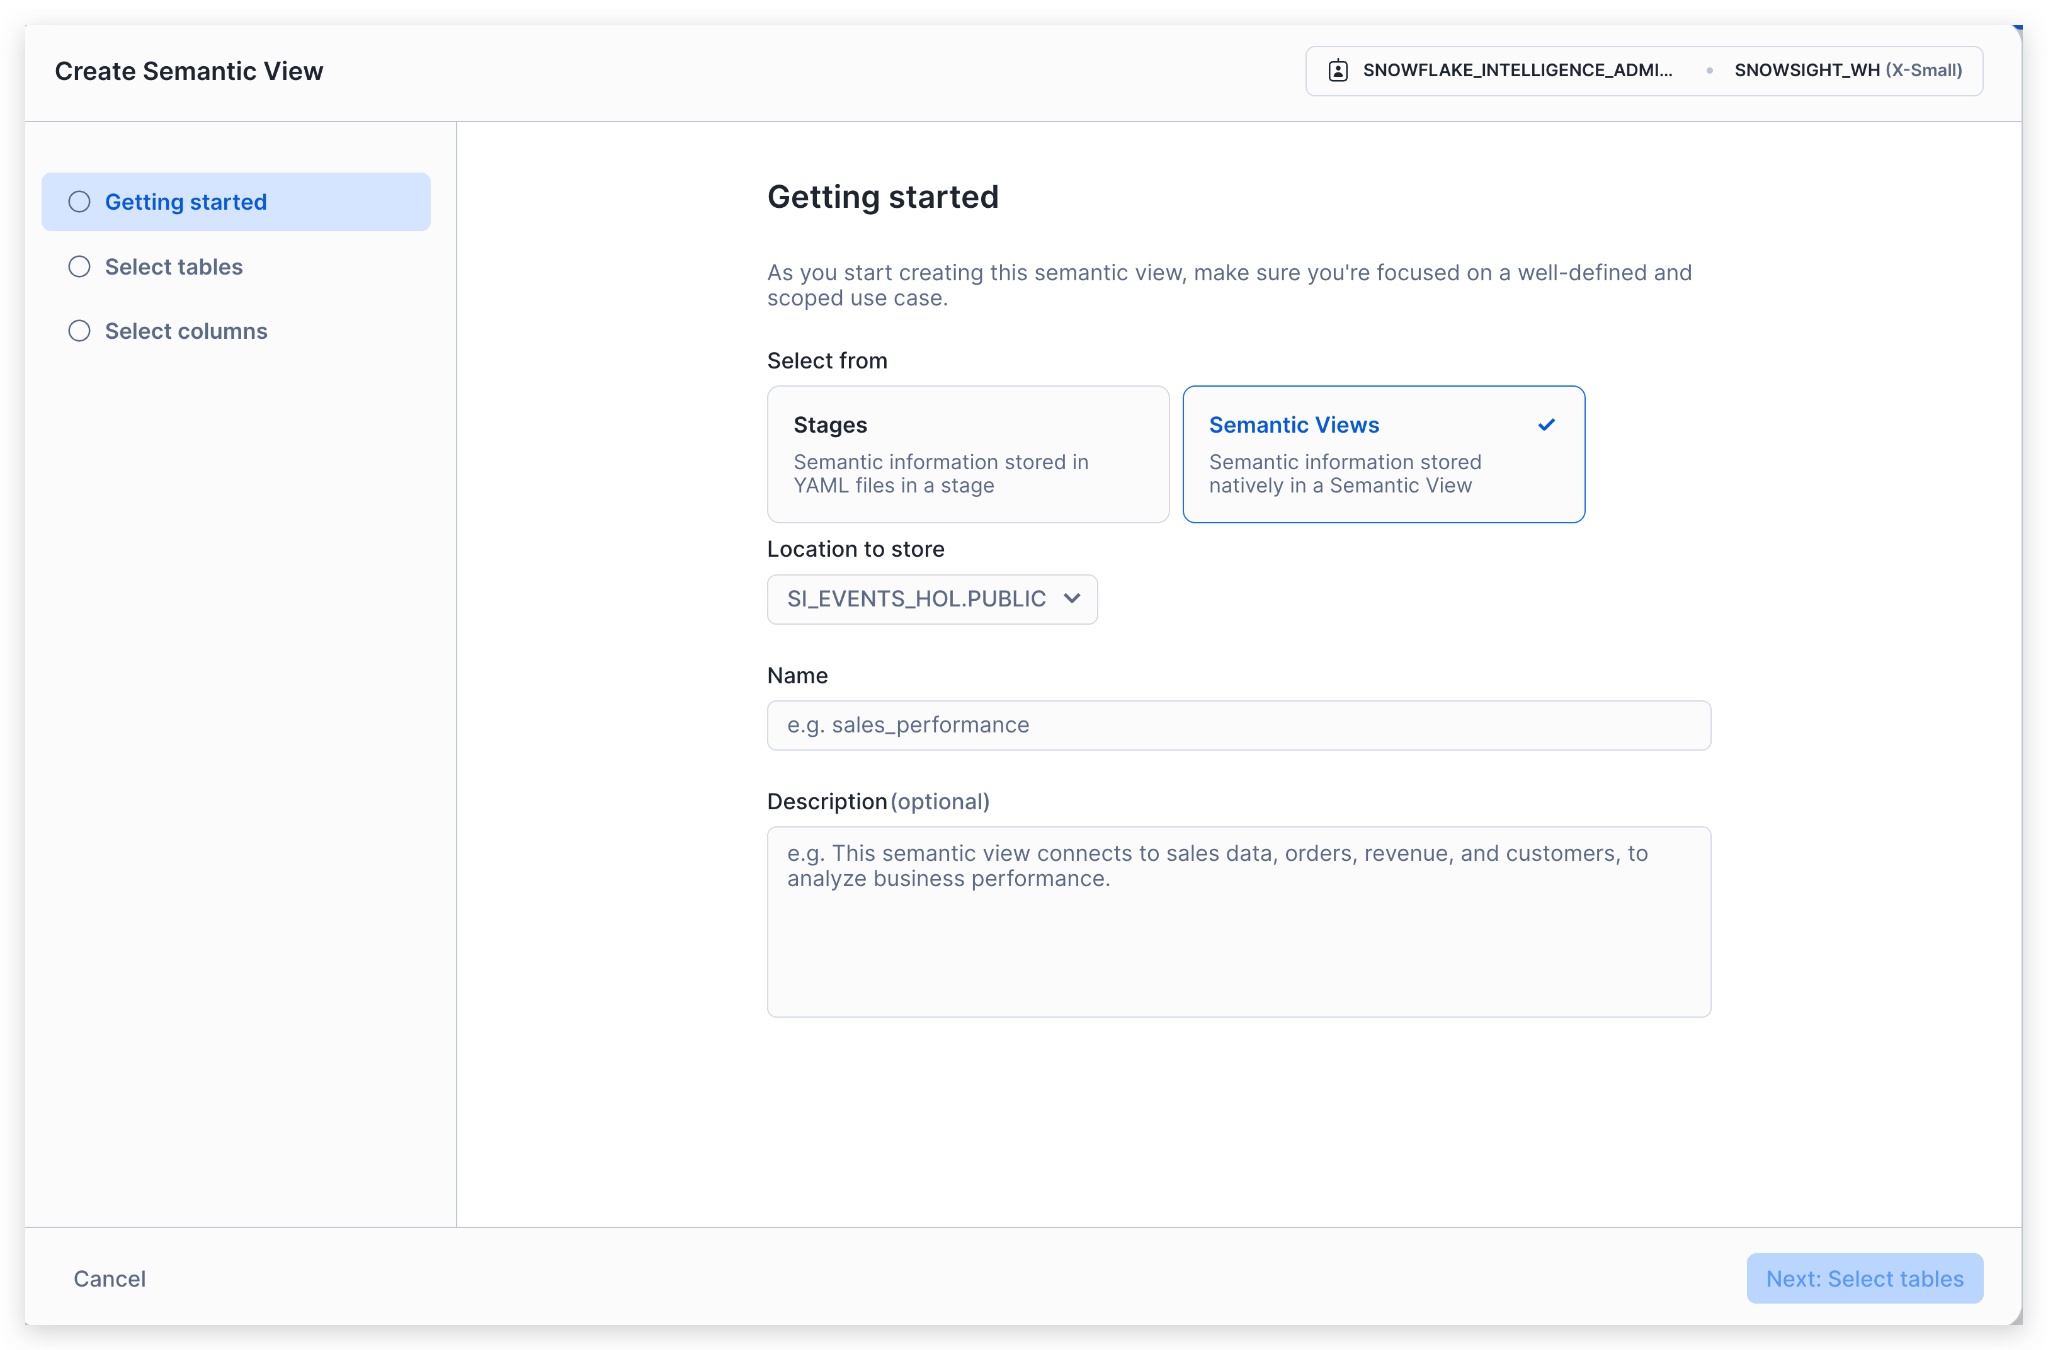 Create Semantic View
SNOWFLAKE_INTELLIGENCE_ADMI... • SNOWSIGHT_WH (X-Small)
Getting started
Select tables
Select columns
Getting started
As you start creating this semantic view, make sure you're focused on a well-defined and
scoped use case.
Select from
Stages
Semantic information stored in
YAML files in a stage
Semantic Views
Semantic information stored
natively in a Semantic View
Location to store
SI_EVENTS_HOL.PUBLIC
Name
e.g. sales_performance
Description (optional)
e.g. This semantic view connects to sales data, orders, revenue, and customers, to
analyze business performance.
Cancel
Next: Select tables